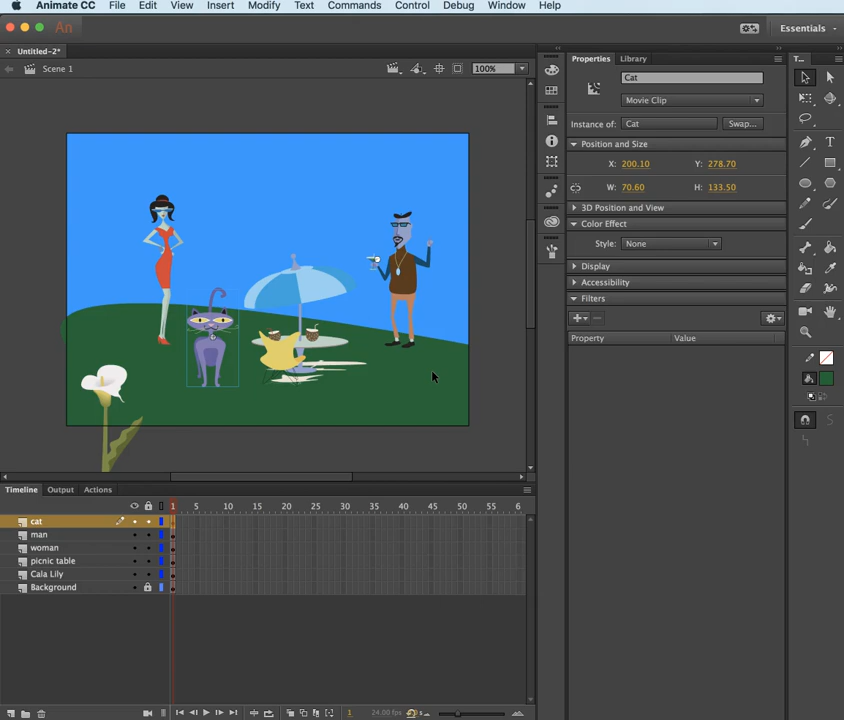 Animate CC File Edit View Insert Modify Text Commands Control Debug Window Help
An Essentials
Untitled-2*
Scene 1 100%
Properties Library
T...
Cat
Movie Clip
Instance of: Cat Swap...
Position and Size
X: 200.10 Y: 278.70
W: 70.60 H: 133.50
3D Position and View
Color Effect
Style: None
Display
Accessibility
Filters
Property Value
Timeline Output Actions
1 5 10 15 20 25 30 35 40 45 50 55 6
cat
man
woman
picnic table
Cala Lily
Background
1 24.00 fps